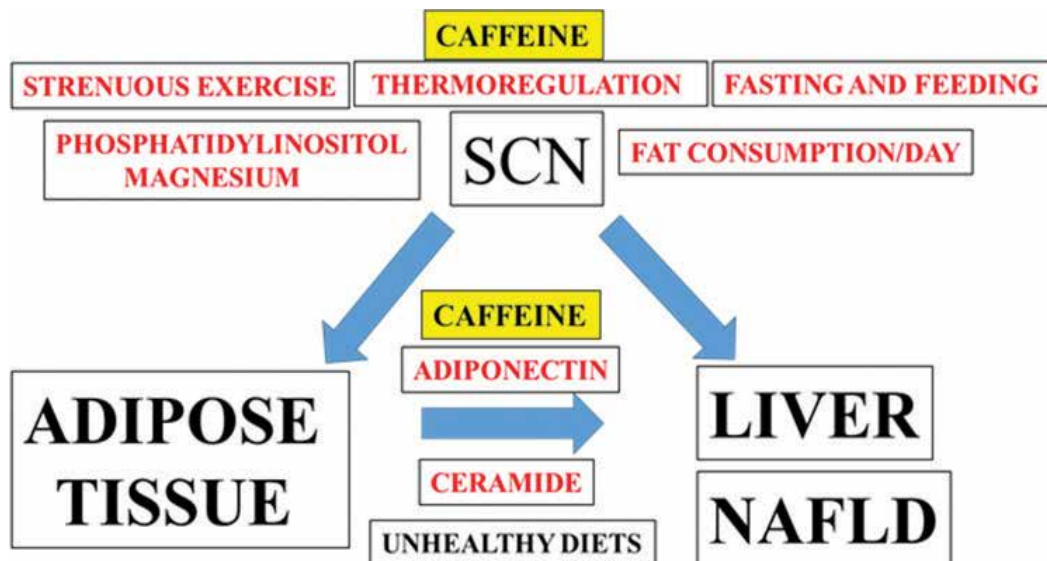 CAFFEINE
STRENUOUS EXERCISE
THERMOREGULATION
FASTING AND FEEDING
PHOSPHATIDYLINOSITOL
MAGNESIUM
SCN
FAT CONSUMPTION/DAY
CAFFEINE
ADIPONECTIN
ADIPOSE
TISSUE
LIVER
CERAMIDE
NAFLD
UNHEALTHY DIETS